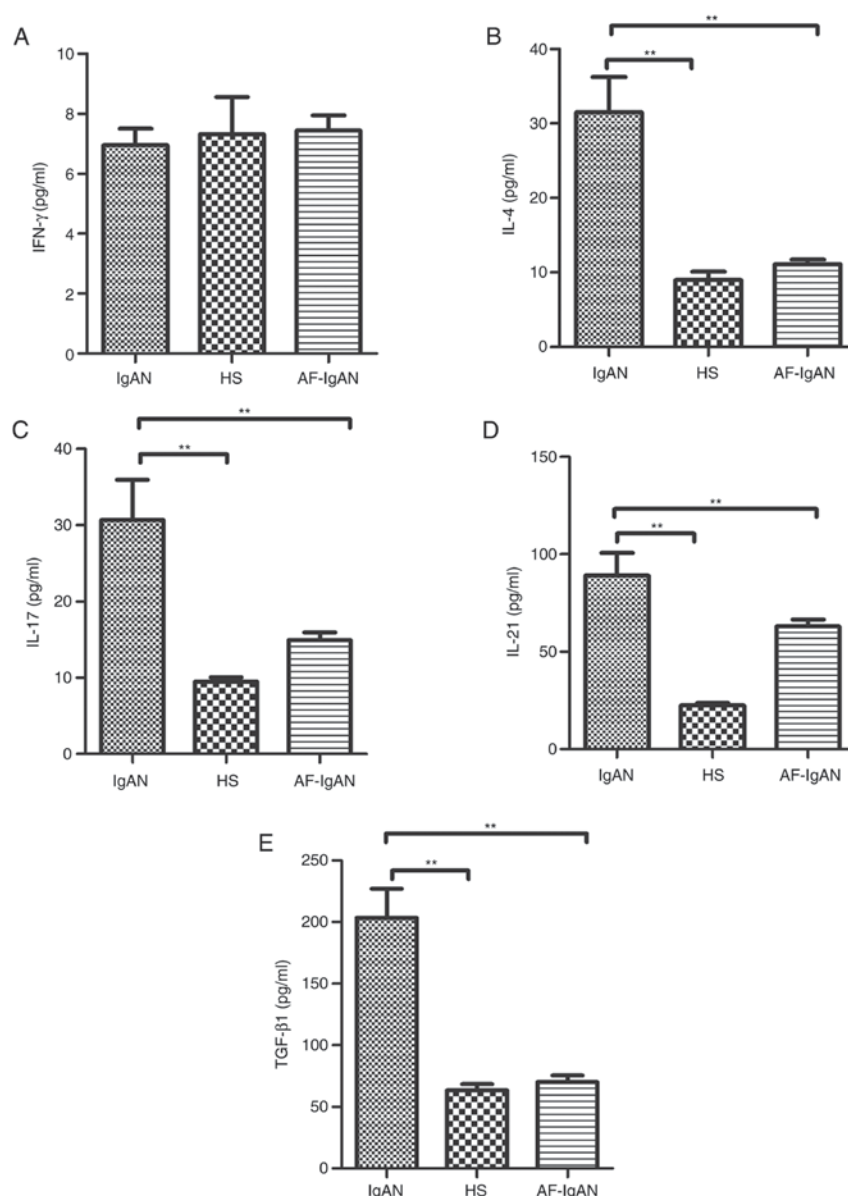 A
IFN-γ (pg/ml)
10
8
6
4
2
0
IgAN HS AF-IgAN
B
IL-4 (pg/ml)
40
30
20
10
0
**
**
IgAN HS AF-IgAN
C
IL-17 (pg/ml)
40
30
20
10
0
**
**
IgAN HS AF-IgAN
D
IL-21 (pg/ml)
150
100
50
0
**
**
IgAN HS AF-IgAN
E
TGF-β1 (pg/ml)
250
200
150
100
50
0
**
**
IgAN HS AF-IgAN